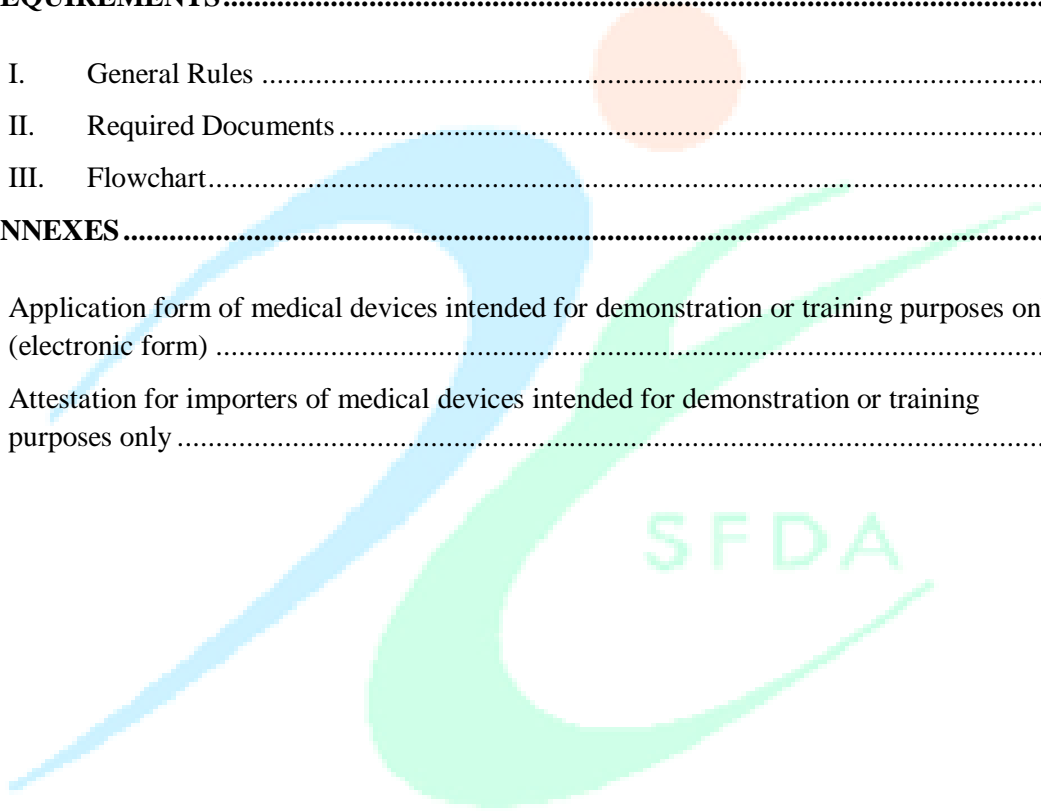 EQUIREMENTS
I. General Rules
II. Required Documents
III. Flowchart
NNEXES
Application form of medical devices intended for demonstration or training purposes on
(electronic form)
Attestation for importers of medical devices intended for demonstration or training
purposes only
SFDA